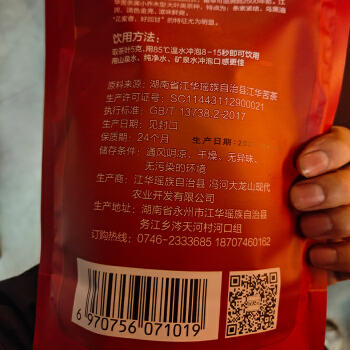 饮用方法:
取茶叶5克,用85℃温水冲泡8-15秒即可饮用
用山泉水、纯净水、矿泉水冲泡口感更佳
原料来源:湖南省江华瑶族自治县江华苦茶
生产许可证号:SC11443112900021
执行标准:GB/T 13738.2-2017
生产日期:见封口
保质期:24个月
生产日期
储存条件:通风阴凉、干燥、无异味、
无污染的环境
生产商:江华瑶族自治县 冯河大龙山现代
农业开发有限公司
生产地址:湖南省永州市江华瑶族自治县
务江乡涔天河村河口组
订购热线:0746-2333685 18707460162
6 970756 071019